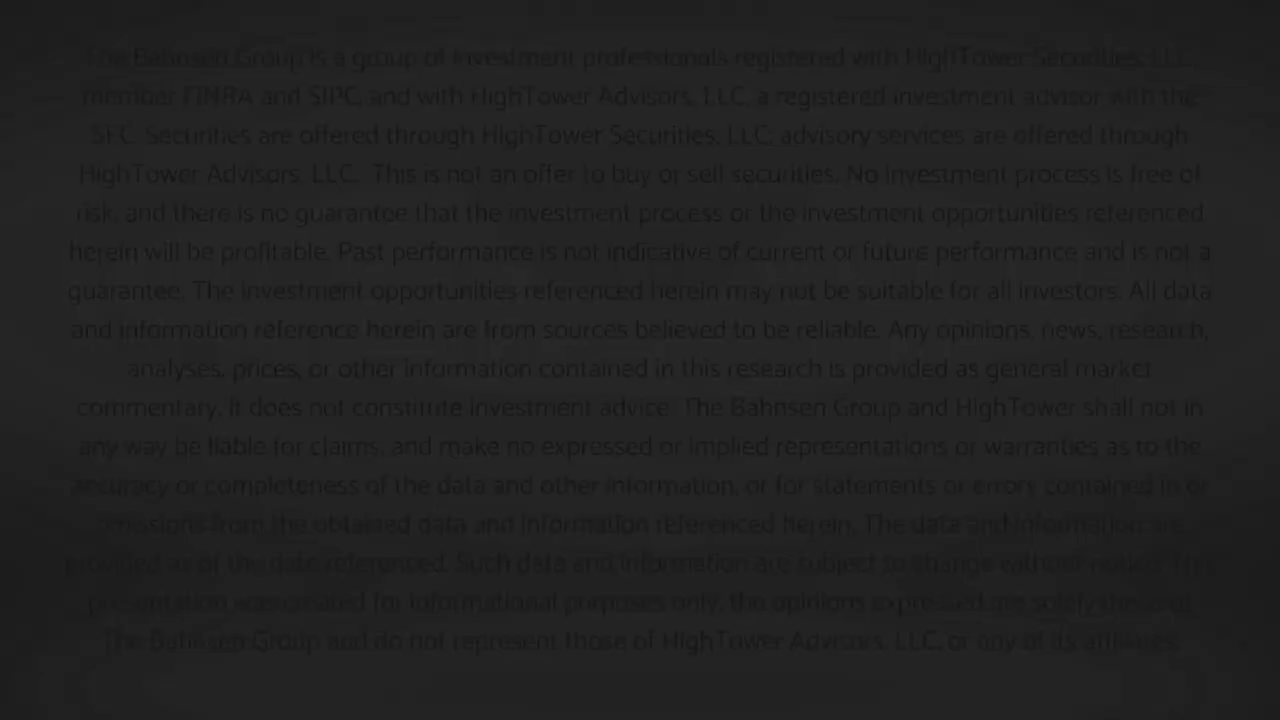 The Bahnsen Group is a group of investment professionals registered with HighTower Securities, LLC,
member FINRA and SIPC, and with HighTower Advisors, LLC, a registered investment advisor with the
SEC. Securities are offered through HighTower Securities, LLC; advisory services are offered through
HighTower Advisors, LLC. This is not an offer to buy or sell securities. No investment process is free of
risk, and there is no guarantee that the investment process or the investment opportunities referenced
herein will be profitable. Past performance is not indicative of current or future performance and is not a
guarantee. The investment opportunities referenced herein may not be suitable for all investors. All data
and information reference herein are from sources believed to be reliable. Any opinions, news, research,
analyses, prices, or other information contained in this research is provided as general market
commentary, it does not constitute investment advice. The Bahnsen Group and HighTower shall not in
any way be liable for claims, and make no expressed or implied representations or warranties as to the
accuracy or completeness of the data and other information, or for statements or errors contained in or
omissions from the obtained data and information referenced herein. The data and information are
provided as of the date referenced. Such data and information are subject to change without notice. This
presentation was created for informational purposes only; the opinions expressed are solely those of
The Bahnsen Group and do not represent those of HighTower Advisors, LLC, or any of its affiliates.